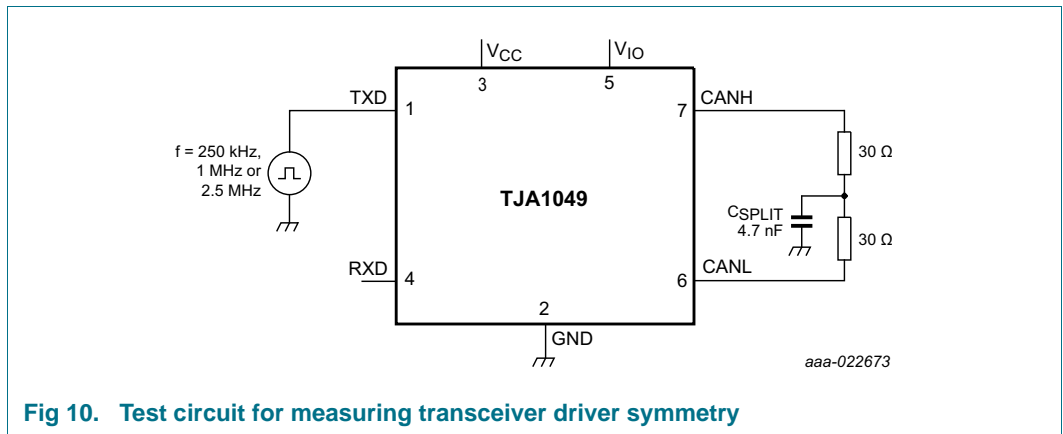 VCC
VIO
3
5
TXD
1
7
CANH
f = 250 kHz,
1 MHz or
2.5 MHz
30 Ω
TJA1049
CSPLIT
4.7 nF
30 Ω
RXD
4
6
CANL
2
GND
aaa-022673
Fig 10. Test circuit for measuring transceiver driver symmetry